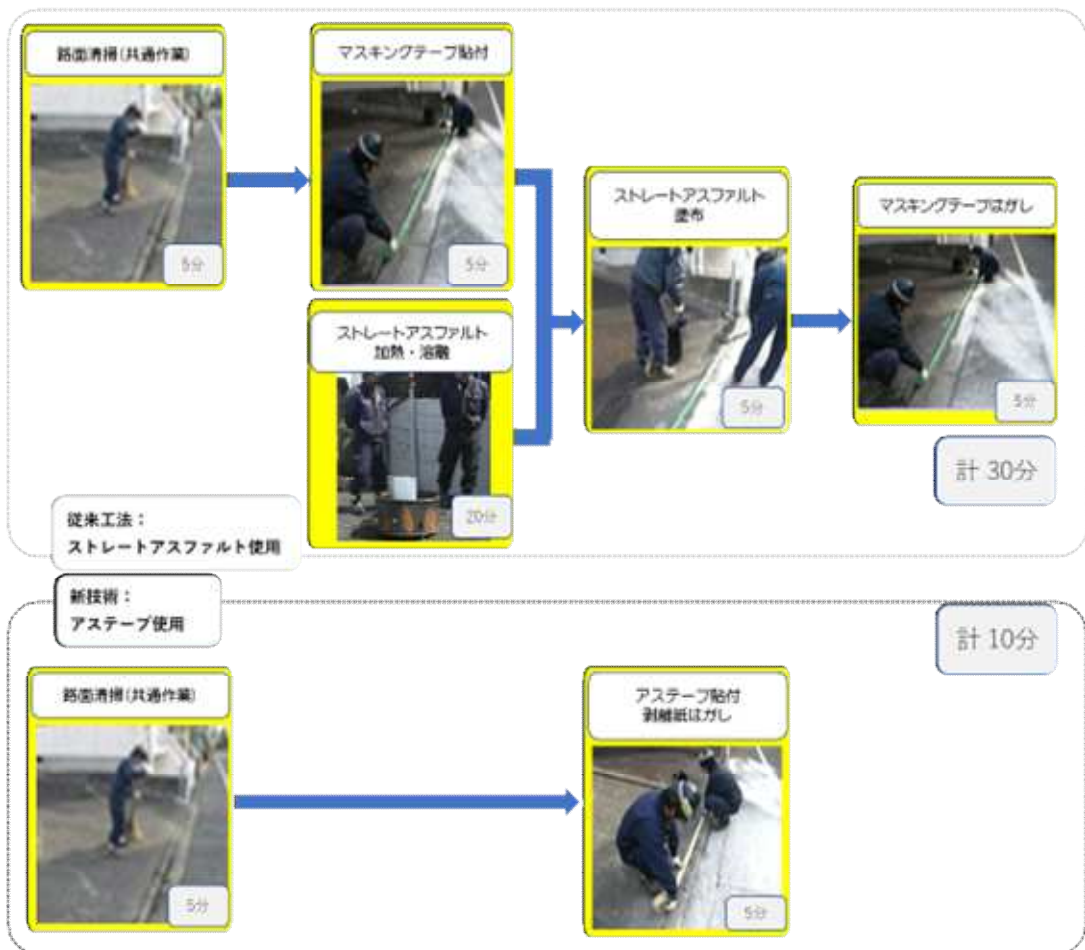 路面清掃(共通作業)
5分
マスキングテープ貼付
5分
ストレートアスファルト
加熱・溶融
20分
ストレートアスファルト
塗布
5分
マスキングテープはがし
5分
計 30分
従来工法：
ストレートアスファルト使用
新技術：
アステープ使用
計 10分
路面清掃(共通作業)
5分
アステープ貼付
剥離紙はがし
5分